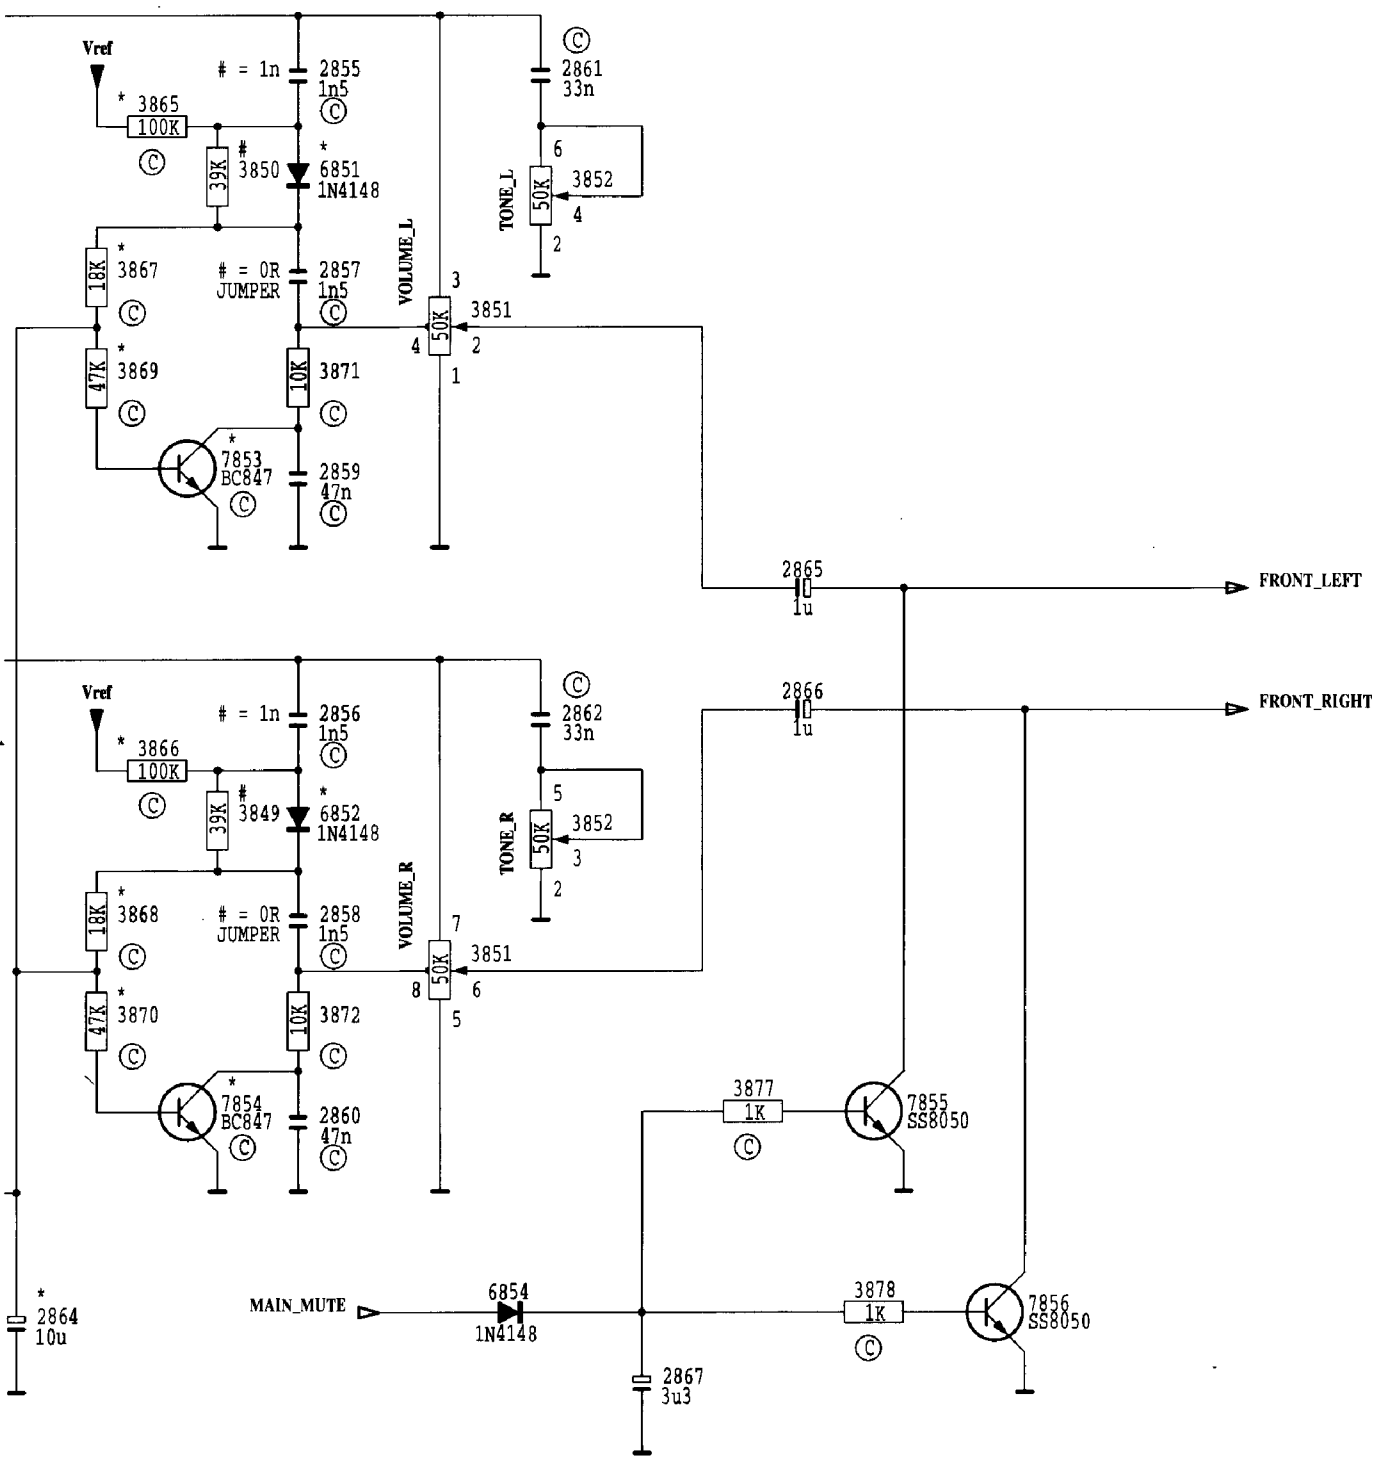 Vref
* 3865
100K
C
# = 1n
2855
1n5
C
C
2861
33n
#
3850
39K
*
6851
1N4148
6
3852
50K
4
2
TONE_L
*
3867
18K
C
# = 0R
JUMPER
2857
1n5
C
VOLUME_L
3
3851
50K
4
2
1
*
3869
47K
C
3871
10K
C
*
7853
BC847
C
2859
47n
C
2865
1u
FRONT_LEFT
Vref
* 3866
100K
C
# = 1n
2856
1n5
C
C
2862
33n
2866
1u
FRONT_RIGHT
#
3849
39K
*
6852
1N4148
5
3852
50K
3
2
TONE_R
*
3868
18K
C
# = 0R
JUMPER
2858
1n5
C
VOLUME_R
7
3851
50K
8
6
5
*
3870
47K
C
3872
10K
C
*
7854
BC847
C
2860
47n
C
3877
1K
C
7855
SS8050
*
2864
10u
MAIN_MUTE
6854
1N4148
3878
1K
C
7856
SS8050
2867
3u3